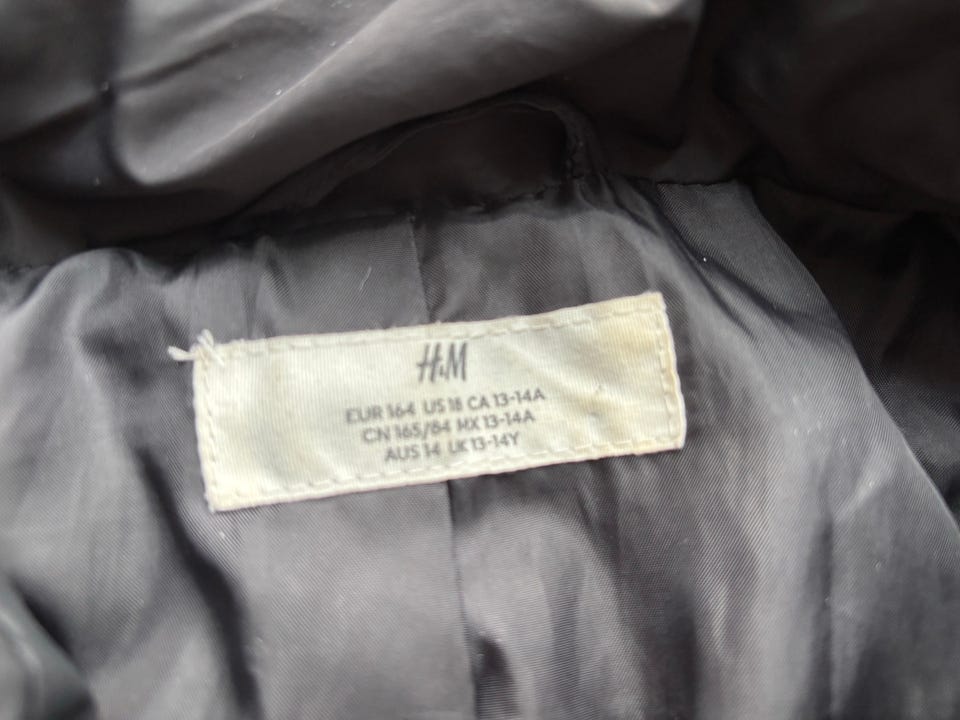 H&M
EUR 164 US 18 CA 13-14A
CN 165/84 MX 13-14A
AUS 14 UK 13-14Y